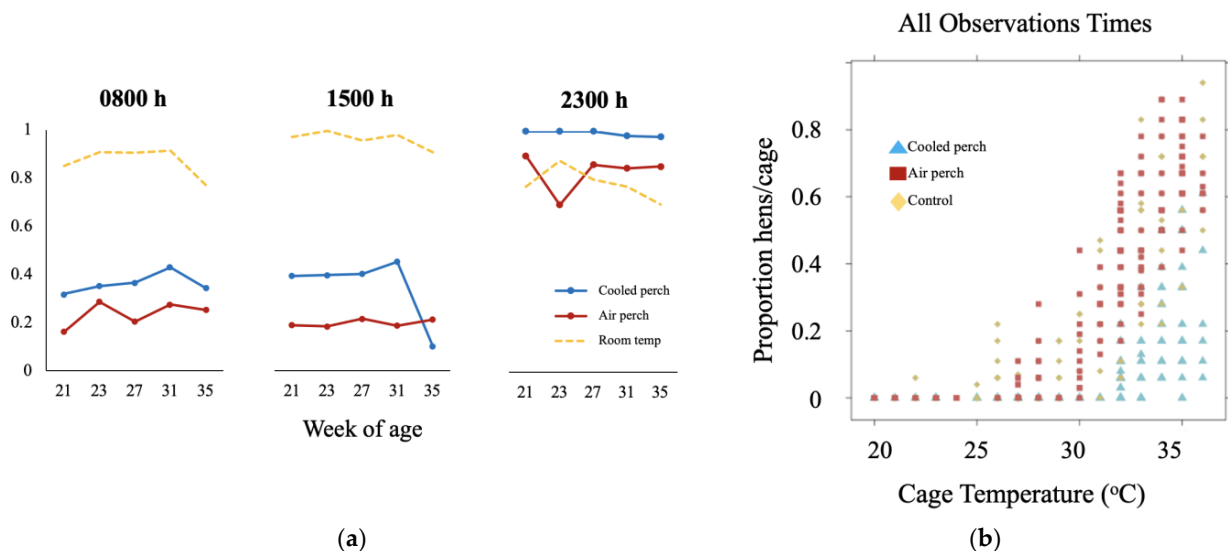 0800 h
1500 h
2300 h
1
0.8
0.6
0.4
0.2
0
21 23 27 31 35
21 23 27 31 35
21 23 27 31 35
Cooled perch
Air perch
Room temp
Week of age
(a)
All Observations Times
Proportion hens/cage
0.8
0.6
0.4
0.2
0
Cooled perch
Air perch
Control
20 25 30 35
Cage Temperature (ºC)
(b)